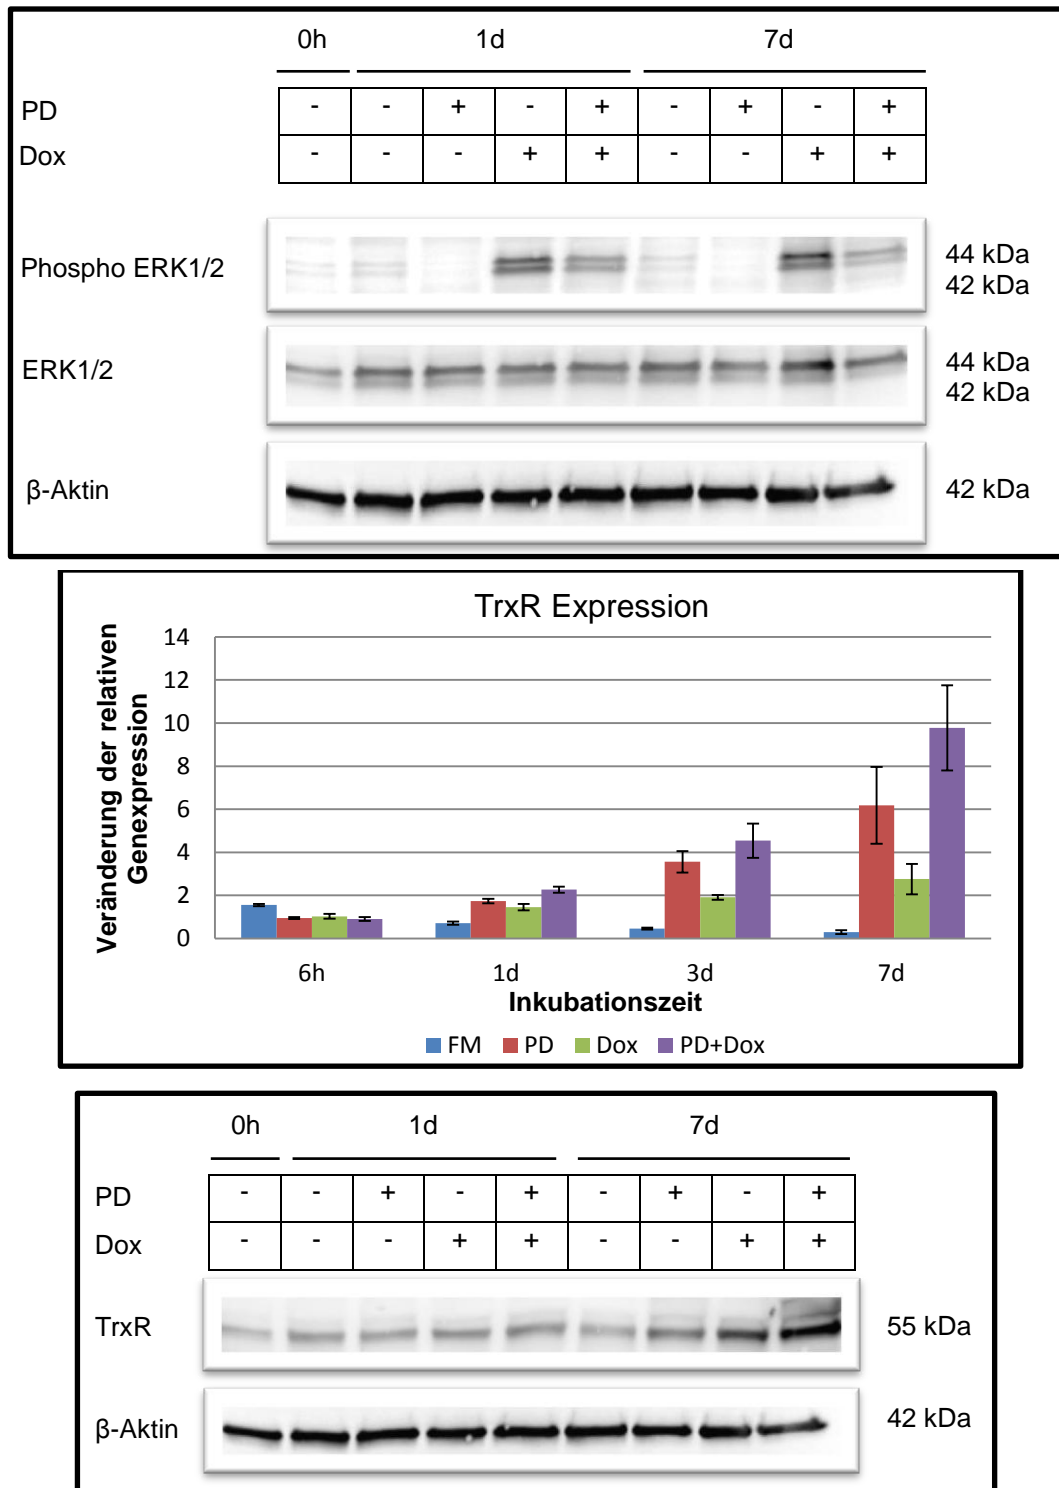 0h 1d 7d
PD - - + - + - + - +
Dox - - - + + - - + +
Phospho ERK1/2 44 kDa
42 kDa
ERK1/2 44 kDa
42 kDa
β-Aktin 42 kDa
TrxR Expression
Veränderung der relativen
Genexpression
14
12
10
8
6
4
2
0
6h 1d 3d 7d
Inkubationszeit
FM PD Dox PD+Dox
0h 1d 7d
PD - - + - + - + - +
Dox - - - + + - - + +
TrxR 55 kDa
β-Aktin 42 kDa